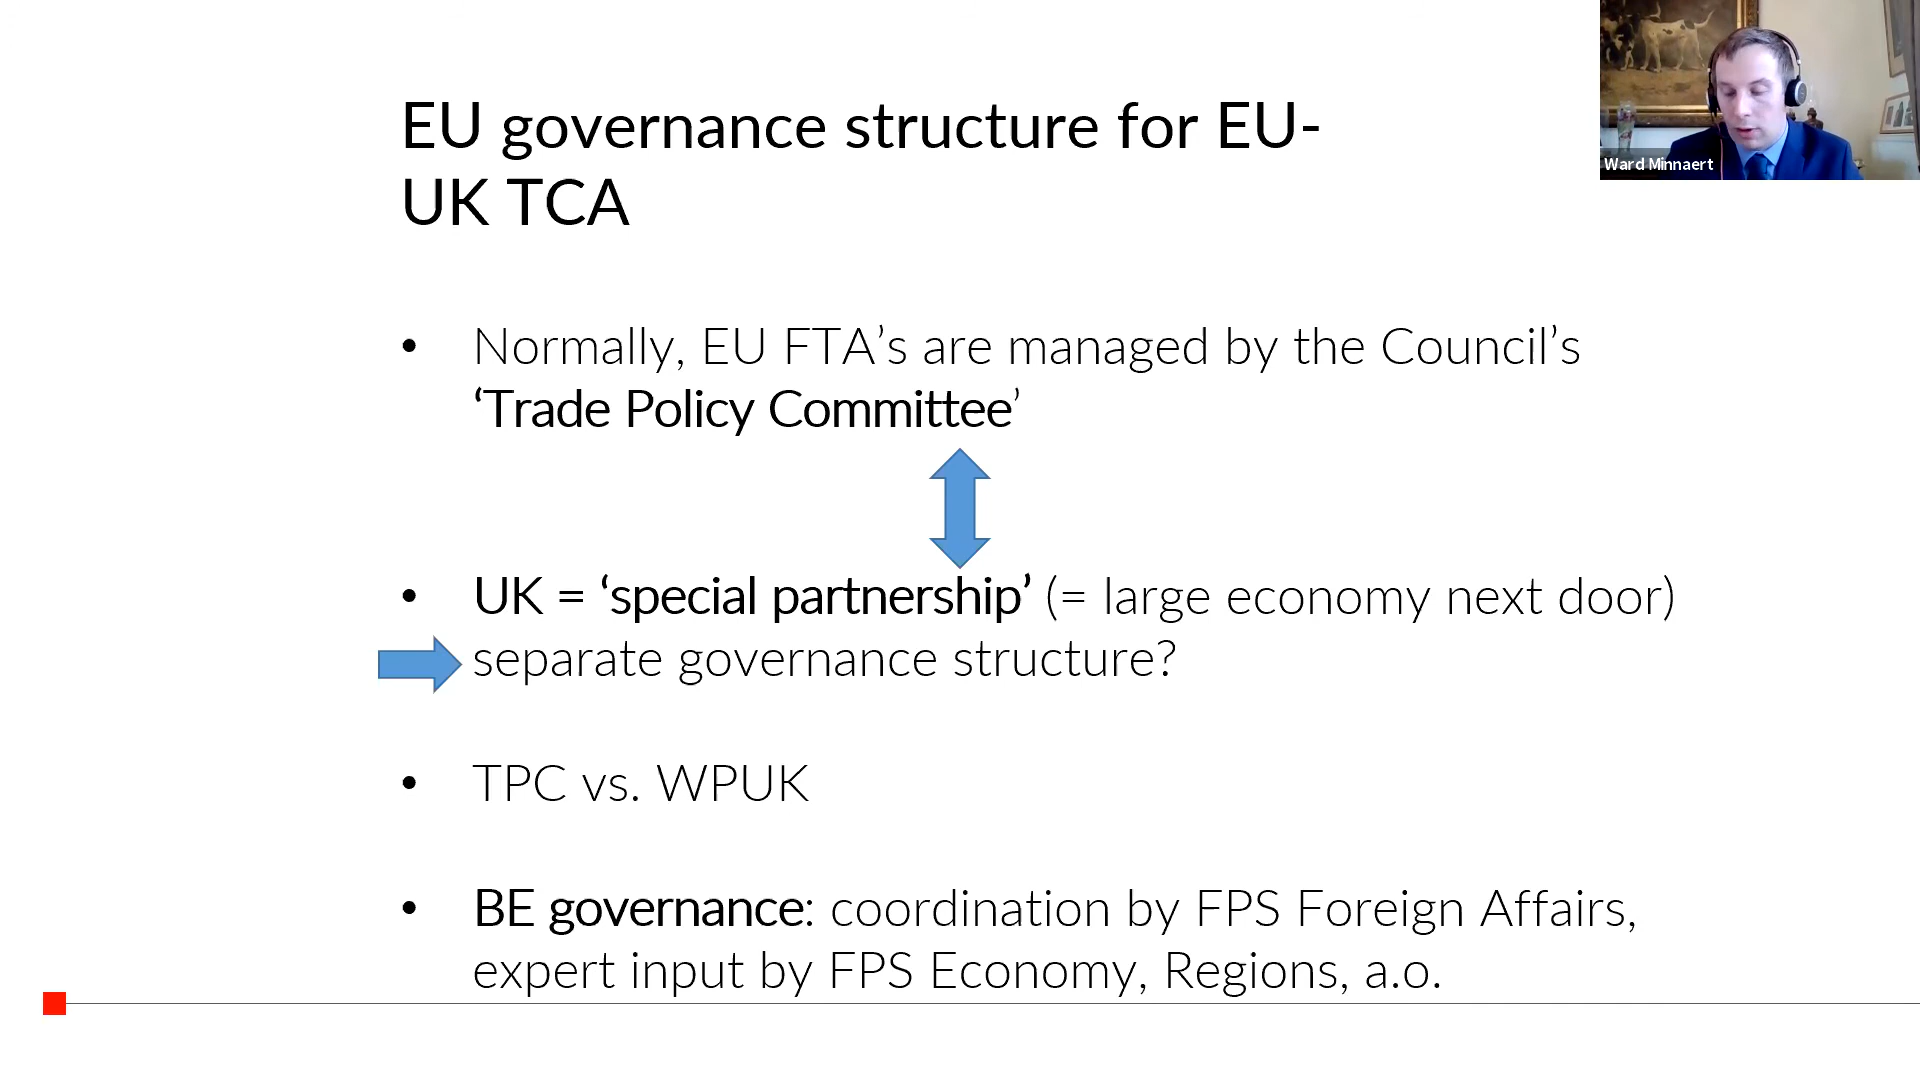 EU governance structure for EU-
UK TCA
Ward Minnaert
• Normally, EU FTA’s are managed by the Council’s
‘Trade Policy Committee’
• UK = ‘special partnership’ (= large economy next door)
separate governance structure?
• TPC vs. WPUK
• BE governance: coordination by FPS Foreign Affairs,
expert input by FPS Economy, Regions, a.o.